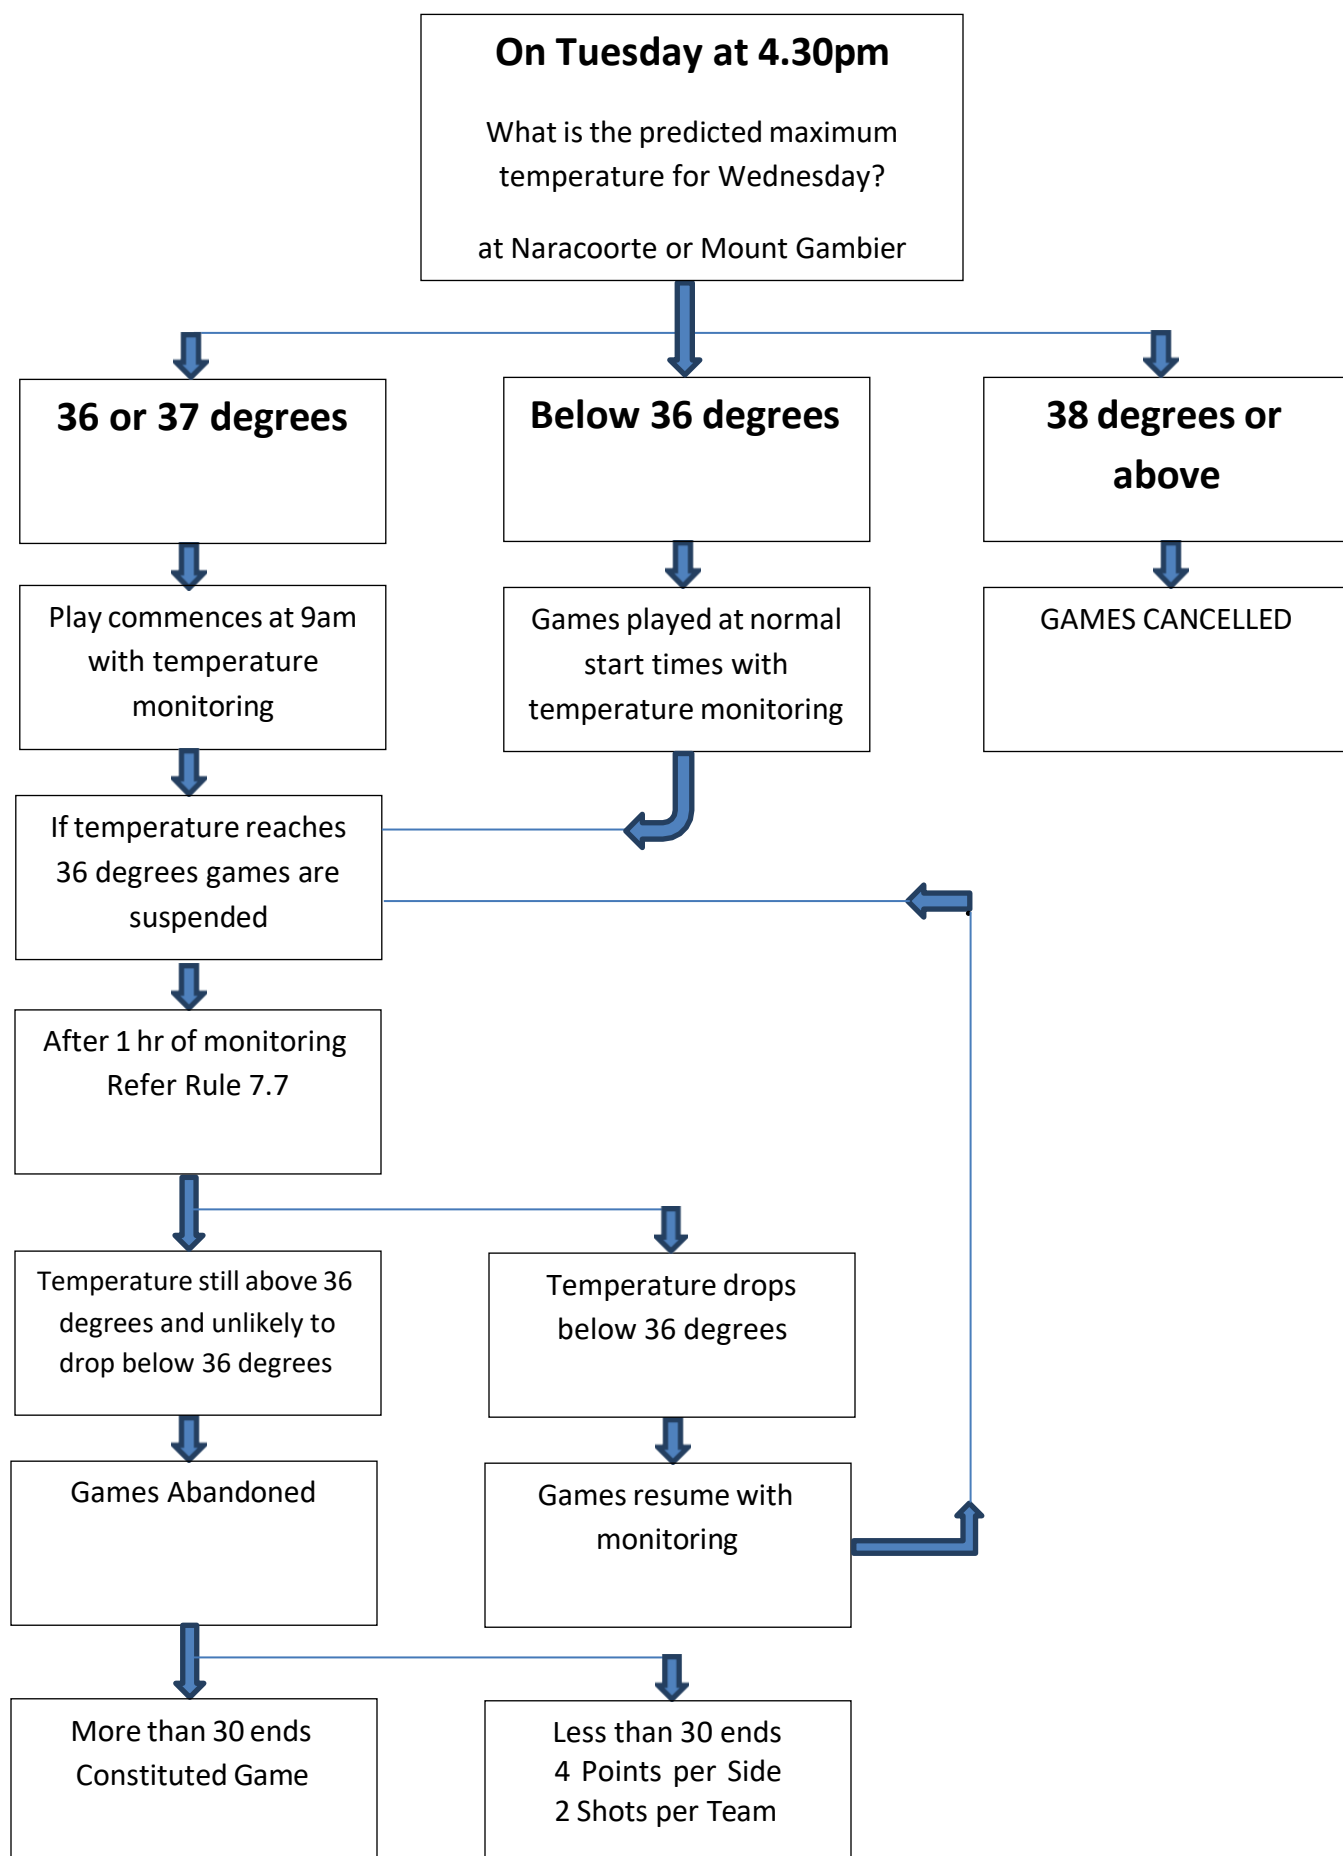 On Tuesday at 4.30pm
What is the predicted maximum
temperature for Wednesday?
at Naracoorte or Mount Gambier
36 or 37 degrees
Below 36 degrees
38 degrees or
above
Play commences at 9am
with temperature
monitoring
Games played at normal
start times with
temperature monitoring
GAMES CANCELLED
If temperature reaches
36 degrees games are
suspended
After 1 hr of monitoring
Refer Rule 7.7
Temperature still above 36
degrees and unlikely to
drop below 36 degrees
Temperature drops
below 36 degrees
Games Abandoned
Games resume with
monitoring
More than 30 ends
Constituted Game
Less than 30 ends
4 Points per Side
2 Shots per Team